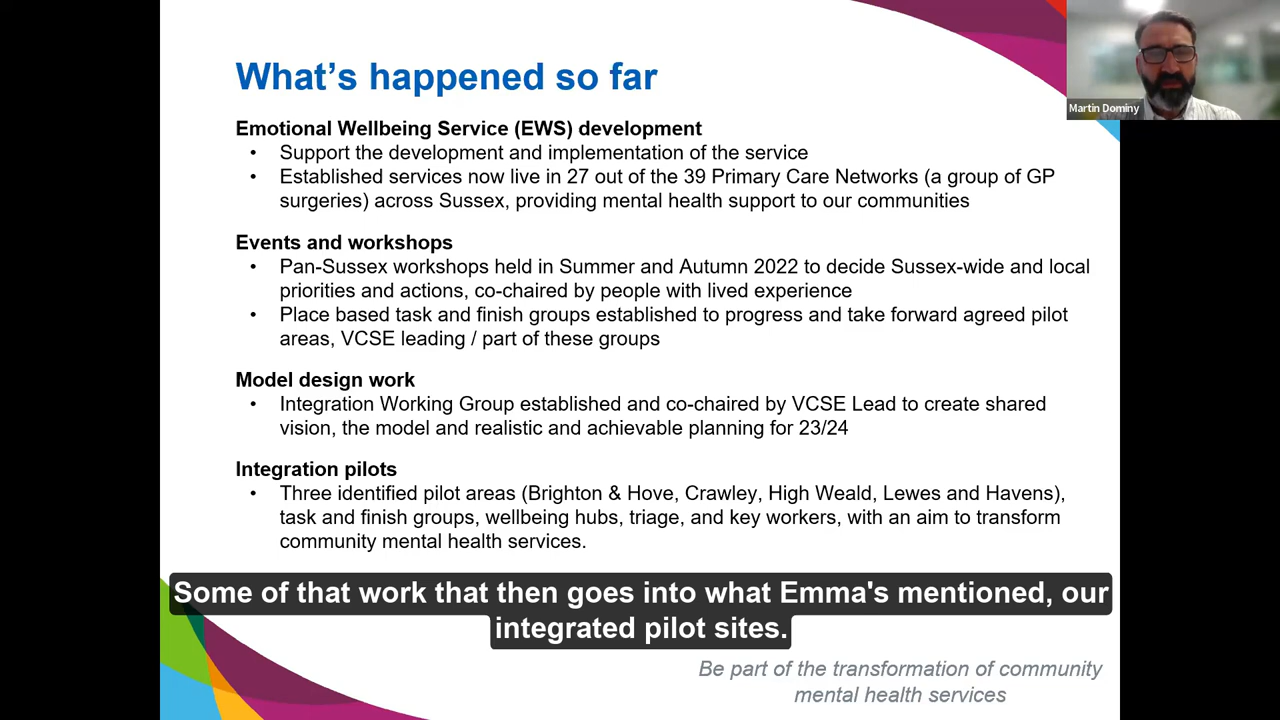 What's happened so far
Martin Dominy
Emotional Wellbeing Service (EWS) development
• Support the development and implementation of the service
• Established services now live in 27 out of the 39 Primary Care Networks (a group of GP
surgeries) across Sussex, providing mental health support to our communities
Events and workshops
• Pan-Sussex workshops held in Summer and Autumn 2022 to decide Sussex-wide and local
priorities and actions, co-chaired by people with lived experience
• Place based task and finish groups established to progress and take forward agreed pilot
areas, VCSE leading / part of these groups
Model design work
• Integration Working Group established and co-chaired by VCSE Lead to create shared
vision, the model and realistic and achievable planning for 23/24
Integration pilots
• Three identified pilot areas (Brighton & Hove, Crawley, High Weald, Lewes and Havens),
task and finish groups, wellbeing hubs, triage, and key workers, with an aim to transform
community mental health services.
Some of that work that then goes into what Emma's mentioned, our
integrated pilot sites.
Be part of the transformation of community
mental health services